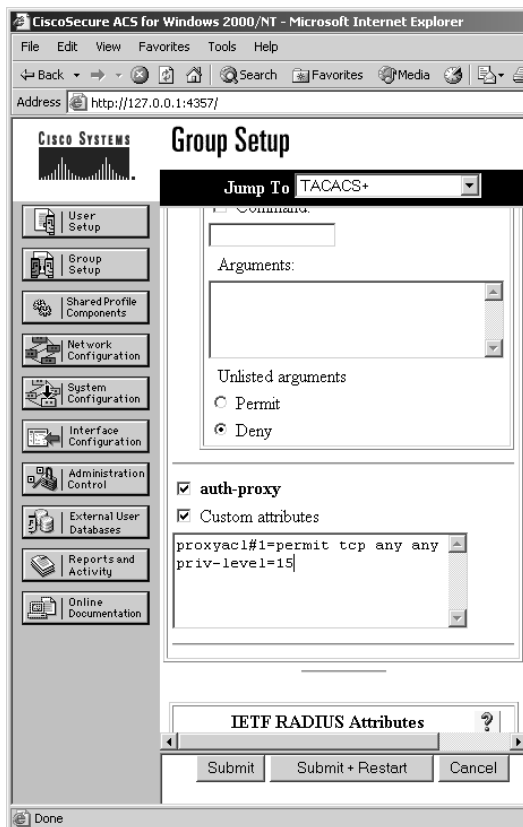 CiscoSecure ACS for Windows 2000/NT - Microsoft Internet Explorer
File Edit View Favorites Tools Help
Back Search Favorites Media
Address http://127.0.0.1:4357/
CISCO SYSTEMS
Group Setup
Jump To TACACS+
User
Setup
Group
Setup
Shared Profile
Components
Network
Configuration
System
Configuration
Interface
Configuration
Administration
Control
External User
Databases
Reports and
Activity
Online
Documentation
Command:
Arguments:
Unlisted arguments
Permit
Deny
auth-proxy
Custom attributes
proxyacl#1=permit tcp any any
priv-level=15
IETF RADIUS Attributes ?
Submit Submit + Restart Cancel
Done